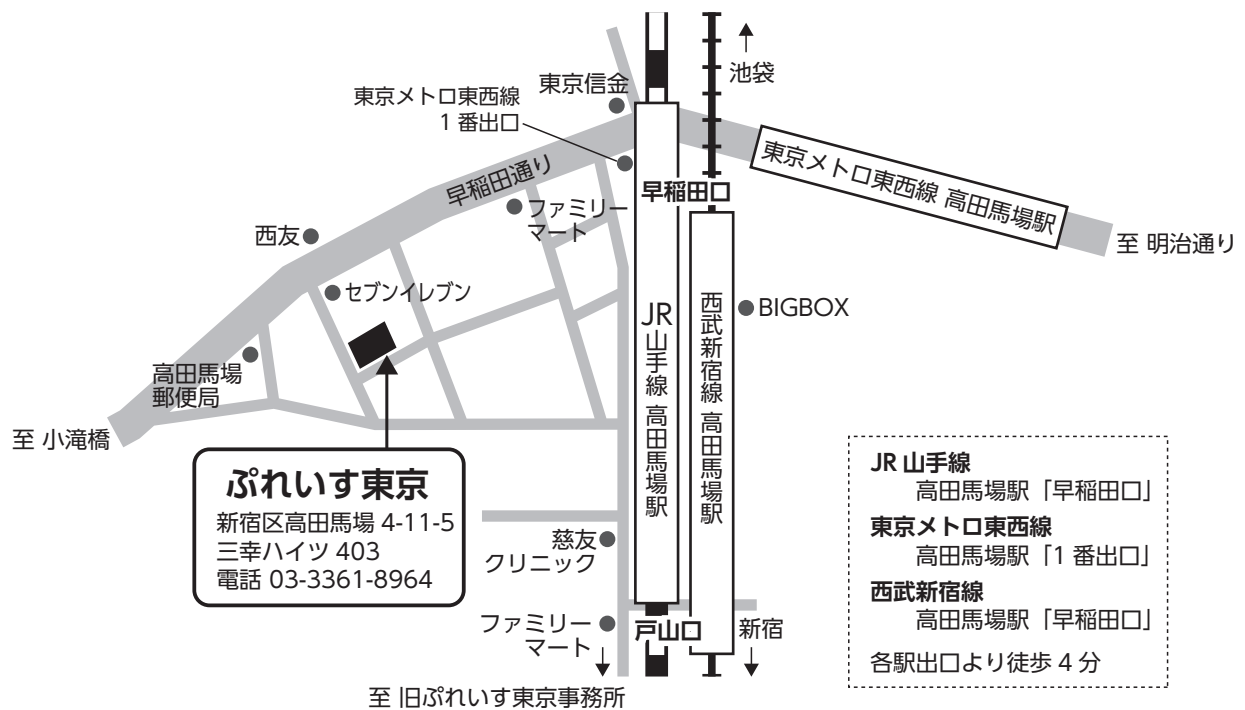 池袋
東京信金
東京メトロ東西線
1 番出口
早稲田通り
東京メトロ東西線 高田馬場駅
早稲田口
ファミリー
マート
西友
至 明治通り
セブンイレブン
JR 山手線 高田馬場駅
西武新宿線 高田馬場駅
BIGBOX
高田馬場
郵便局
至 小滝橋
ぷれいす東京
新宿区高田馬場 4-11-5
三幸ハイツ 403
電話 03-3361-8964
慈友
クリニック
ファミリー
マート
戸山口
新宿
至 旧ぷれいす東京事務所
JR 山手線
高田馬場駅「早稲田口」
東京メトロ東西線
高田馬場駅「1 番出口」
西武新宿線
高田馬場駅「早稲田口」
各駅出口より徒歩 4 分